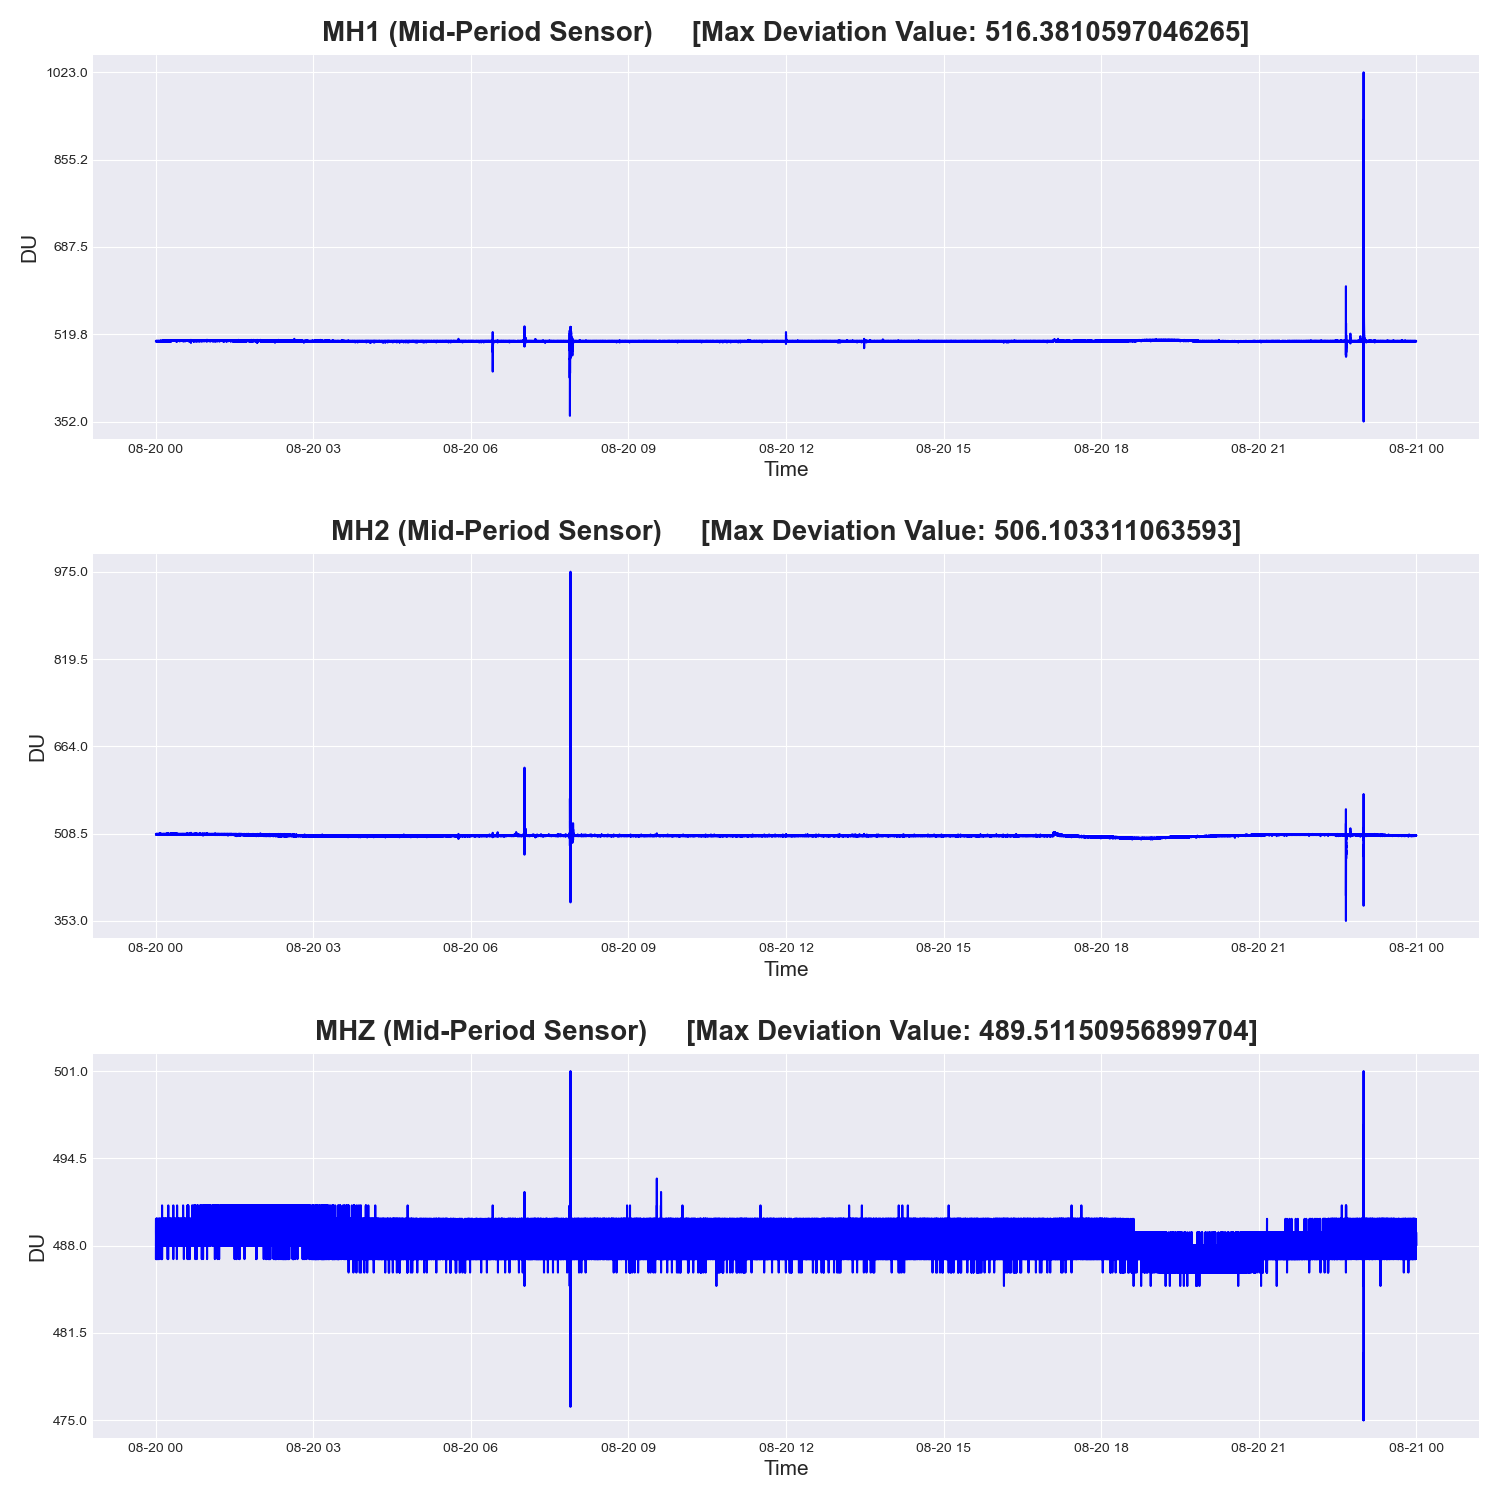 MH1 (Mid-Period Sensor) [Max Deviation Value: 516.3810597046265]
1023.0
855.2
687.5
519.8
352.0
DU
08-20 00 08-20 03 08-20 06 08-20 09 08-20 12 08-20 15 08-20 18 08-20 21 08-21 00
Time
MH2 (Mid-Period Sensor) [Max Deviation Value: 506.103311063593]
975.0
819.5
664.0
508.5
353.0
DU
08-20 00 08-20 03 08-20 06 08-20 09 08-20 12 08-20 15 08-20 18 08-20 21 08-21 00
Time
MHZ (Mid-Period Sensor) [Max Deviation Value: 489.51150956899704]
501.0
494.5
488.0
481.5
475.0
DU
08-20 00 08-20 03 08-20 06 08-20 09 08-20 12 08-20 15 08-20 18 08-20 21 08-21 00
Time